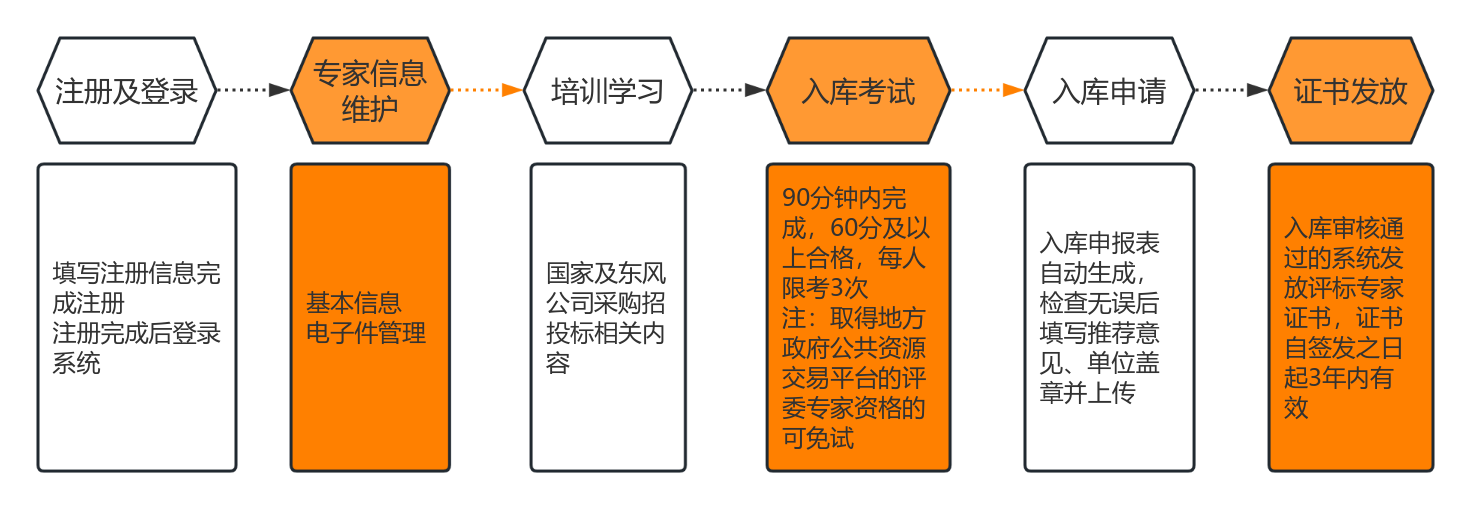 注册及登录
专家信息
维护
培训学习
入库考试
入库申请
证书发放
填写注册信息完
成注册
注册完成后登录
系统
基本信息
电子件管理
国家及东风
公司采购招
投标相关内
容
90分钟内完
成，60分及以
上合格，每人
限考3次
注：取得地方
政府公共资源
交易平台的评
委专家资格的
可免试
入库申报表
自动生成，
检查无误后
填写推荐意
见、单位盖
章并上传
入库审核通
过的系统发
放评标专家
证书，证书
自签发之日
起3年内有
效